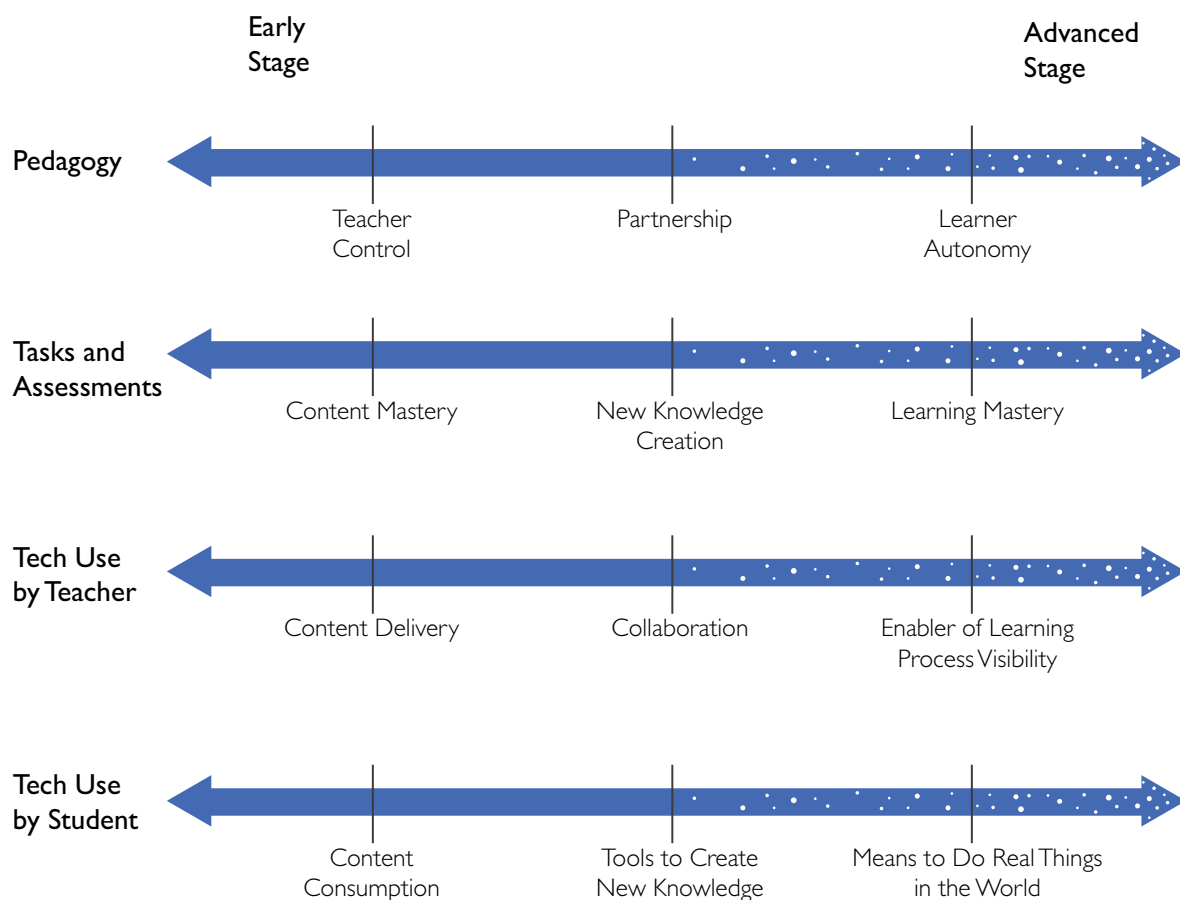 Early
Stage
Advanced
Stage
Pedagogy
Teacher
Control
Partnership
Learner
Autonomy
Tasks and
Assessments
Content Mastery
New Knowledge
Creation
Learning Mastery
Tech Use
by Teacher
Content Delivery
Collaboration
Enabler of Learning
Process Visibility
Tech Use
by Student
Content
Consumption
Tools to Create
New Knowledge
Means to Do Real Things
in the World